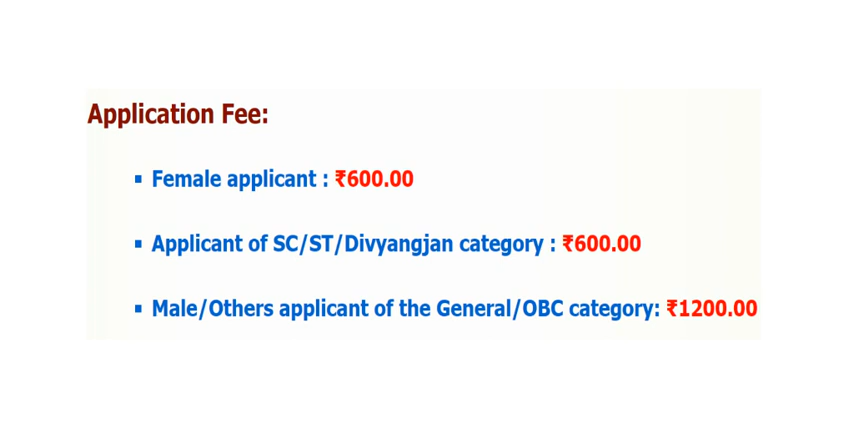 Application Fee:
▪ Female applicant : ₹600.00
▪ Applicant of SC/ST/Divyangjan category : ₹600.00
▪ Male/Others applicant of the General/OBC category: ₹1200.00